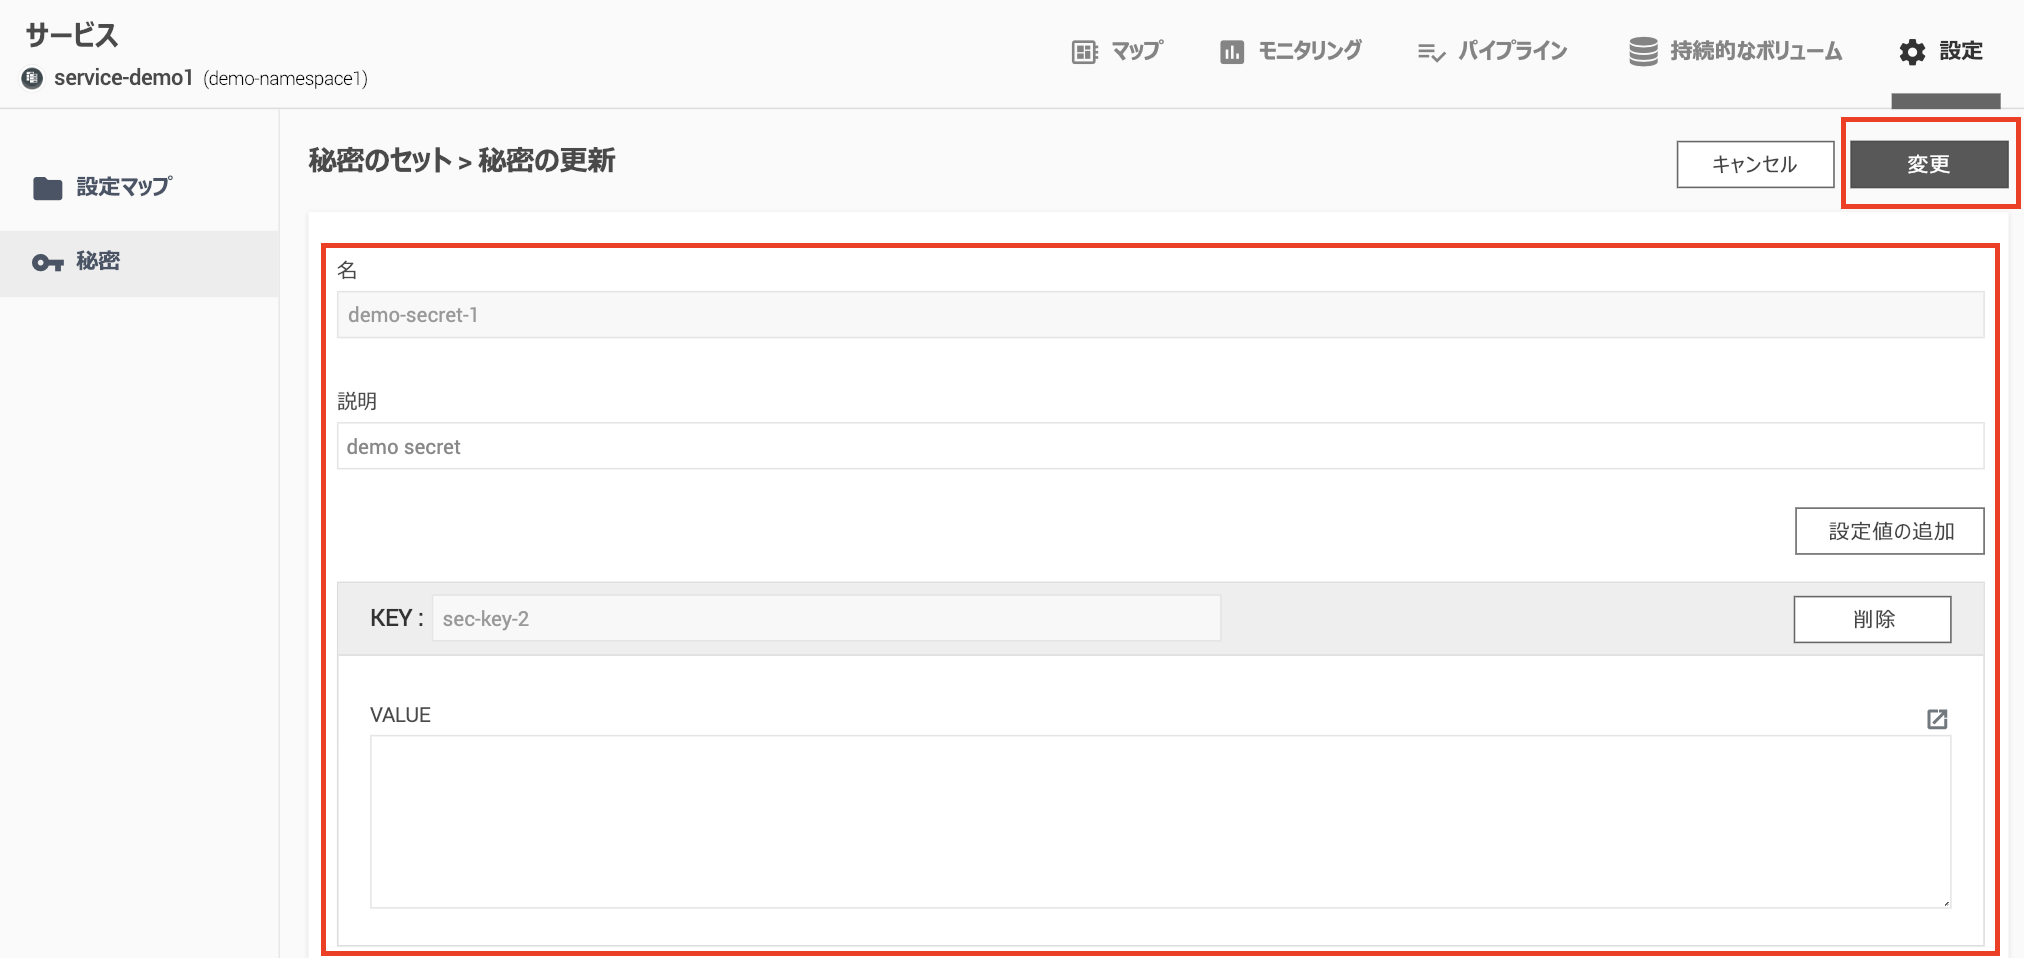 サービス
service-demo1 (demo-namespace1)
マップ
モニタリング
パイプライン
持続的なボリューム
設定
設定マップ
秘密
秘密のセット > 秘密の更新
キャンセル
変更
名
demo-secret-1
説明
demo secret
設定値の追加
KEY :
sec-key-2
削除
VALUE